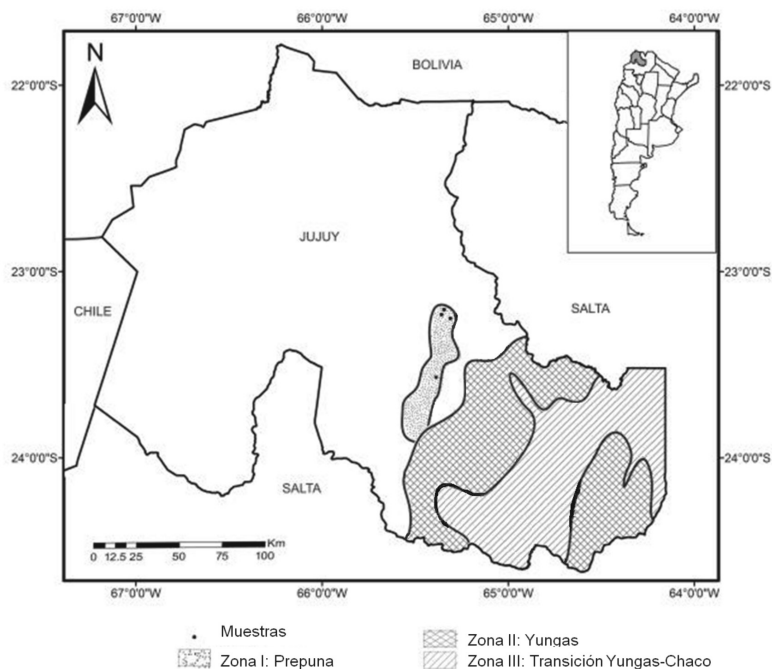 67°0'0"W 66°0'0"W 65°0'0"W 64°0'0"W
N
BOLIVIA
22°0'0"S 22°0'0"S
JUJUY
23°0'0"S 23°0'0"S
CHILE
SALTA
24°0'0"S 24°0'0"S
SALTA
Km
0 12.5 25 50 75 100
67°0'0"W 66°0'0"W 65°0'0"W 64°0'0"W
Muestras
Zona I: Prepuna
Zona II: Yungas
Zona III: Transición Yungas-Chaco